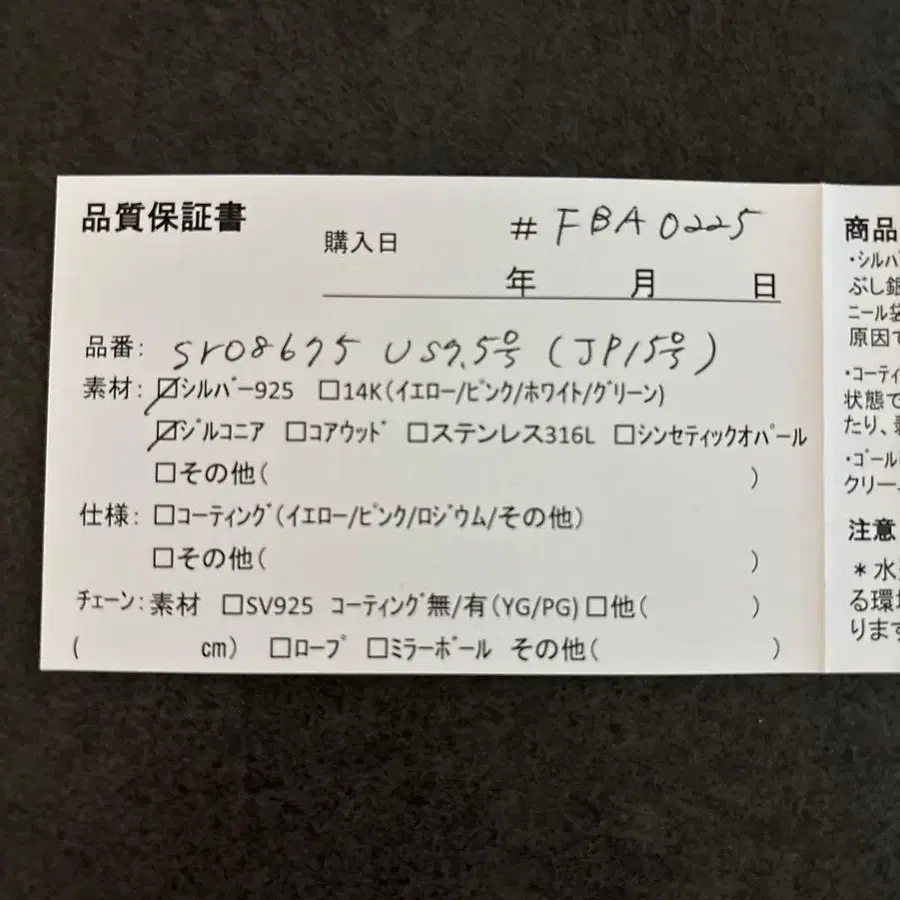 品質保証書
購入日 #FBA0225
年 月 日
品番: Sr08675 US7.5号 (JP15号)
素材: ☑シルバー925 □14K(イエロー/ピンク/ホワイト/グリーン)
☑ジルコニア □コアウッド □ステンレス316L □シンセティックオパール
□その他( )
仕様: □コーティング(イエロー/ピンク/ロジウム/その他)
□その他( )
チェーン: 素材 □SV925 コーティング無/有(YG/PG) □他( )
( cm) □ロープ □ミラーボール その他( )
商品
・シルバ
ぶし銀
ニール袋
原因で
・コーティ
状態で
たり、
・ゴール
クリー
注意
*水
る環境
ります